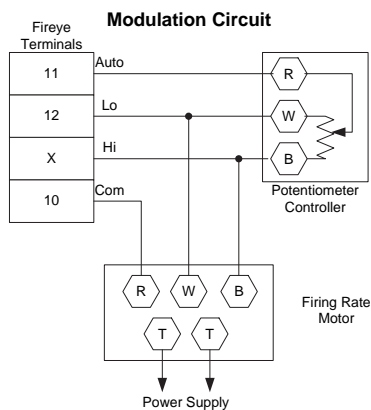 Modulation Circuit
Fireye
Terminals
11
Auto
R
12
Lo
W
X
Hi
B
10
Com
Potentiometer
Controller
R
W
B
Firing Rate
Motor
T
T
Power Supply